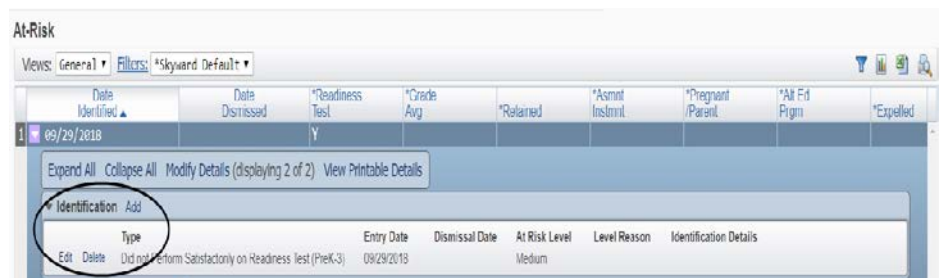 At-Risk
Views: General ▾ Filters: *Skyward Default ▾
Date Identified ▲ Date Dismissed *Readiness Test *Grade Avg *Retained *Asmnt Instmnt *Pregnant /Parent *Alt Ed Prgm *Expelled
1 09/29/2018 Y
Expand All Collapse All Modify Details (displaying 2 of 2) View Printable Details
Identification Add
Type Entry Date Dismissal Date At Risk Level Level Reason Identification Details
Edit Delete Did not Perform Satisfactorily on Readiness Test (PreK-3) 09/29/2018 Medium